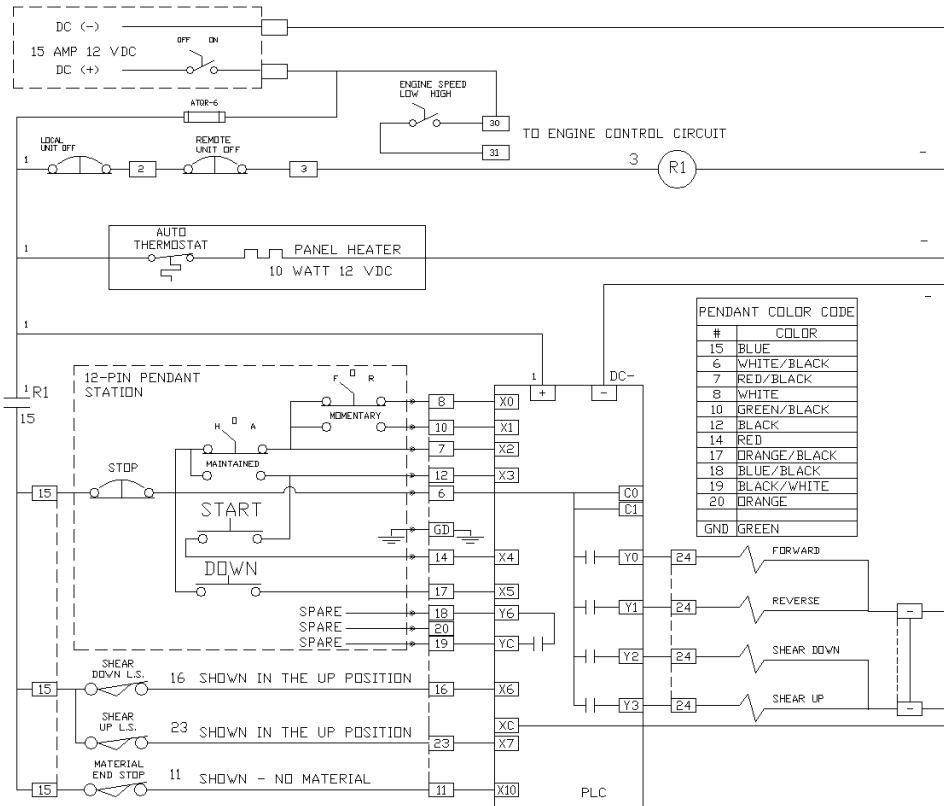 DC (-)
15 AMP 12 VDC
OFF ON
DC (+)
ATQR-6
ENGINE SPEED
LOW HIGH
30
31
TO ENGINE CONTROL CIRCUIT
LOCAL
UNIT OFF
REMOTE
UNIT OFF
1
2
3
3
R1
-
AUTO
THERMOSTAT
PANEL HEATER
10 WATT 12 VDC
1
-
-
1
PENDANT COLOR CODE
# COLOR
15 BLUE
6 WHITE/BLACK
7 RED/BLACK
8 WHITE
10 GREEN/BLACK
12 BLACK
14 RED
17 ORANGE/BLACK
18 BLUE/BLACK
19 BLACK/WHITE
20 ORANGE
GND GREEN
1 R1
15
12-PIN PENDANT
STATION
F O R
MOMENTARY
H O A
MAINTAINED
STOP
START
DOWN
SPARE
SPARE
SPARE
15
8
10
7
12
6
GD
14
17
18
20
19
X0
X1
X2
X3
X4
X5
Y6
YC
1
+
-
DC-
C0
C1
Y0 24 FORWARD
Y1 24 REVERSE
Y2 24 SHEAR DOWN
Y3 24 SHEAR UP
-
-
SHEAR
DOWN L.S.
15
16 SHOWN IN THE UP POSITION
16
X6
SHEAR
UP L.S.
23 SHOWN IN THE UP POSITION
23
XC
X7
MATERIAL
END STOP
15
11 SHOWN - NO MATERIAL
11
X10
PLC